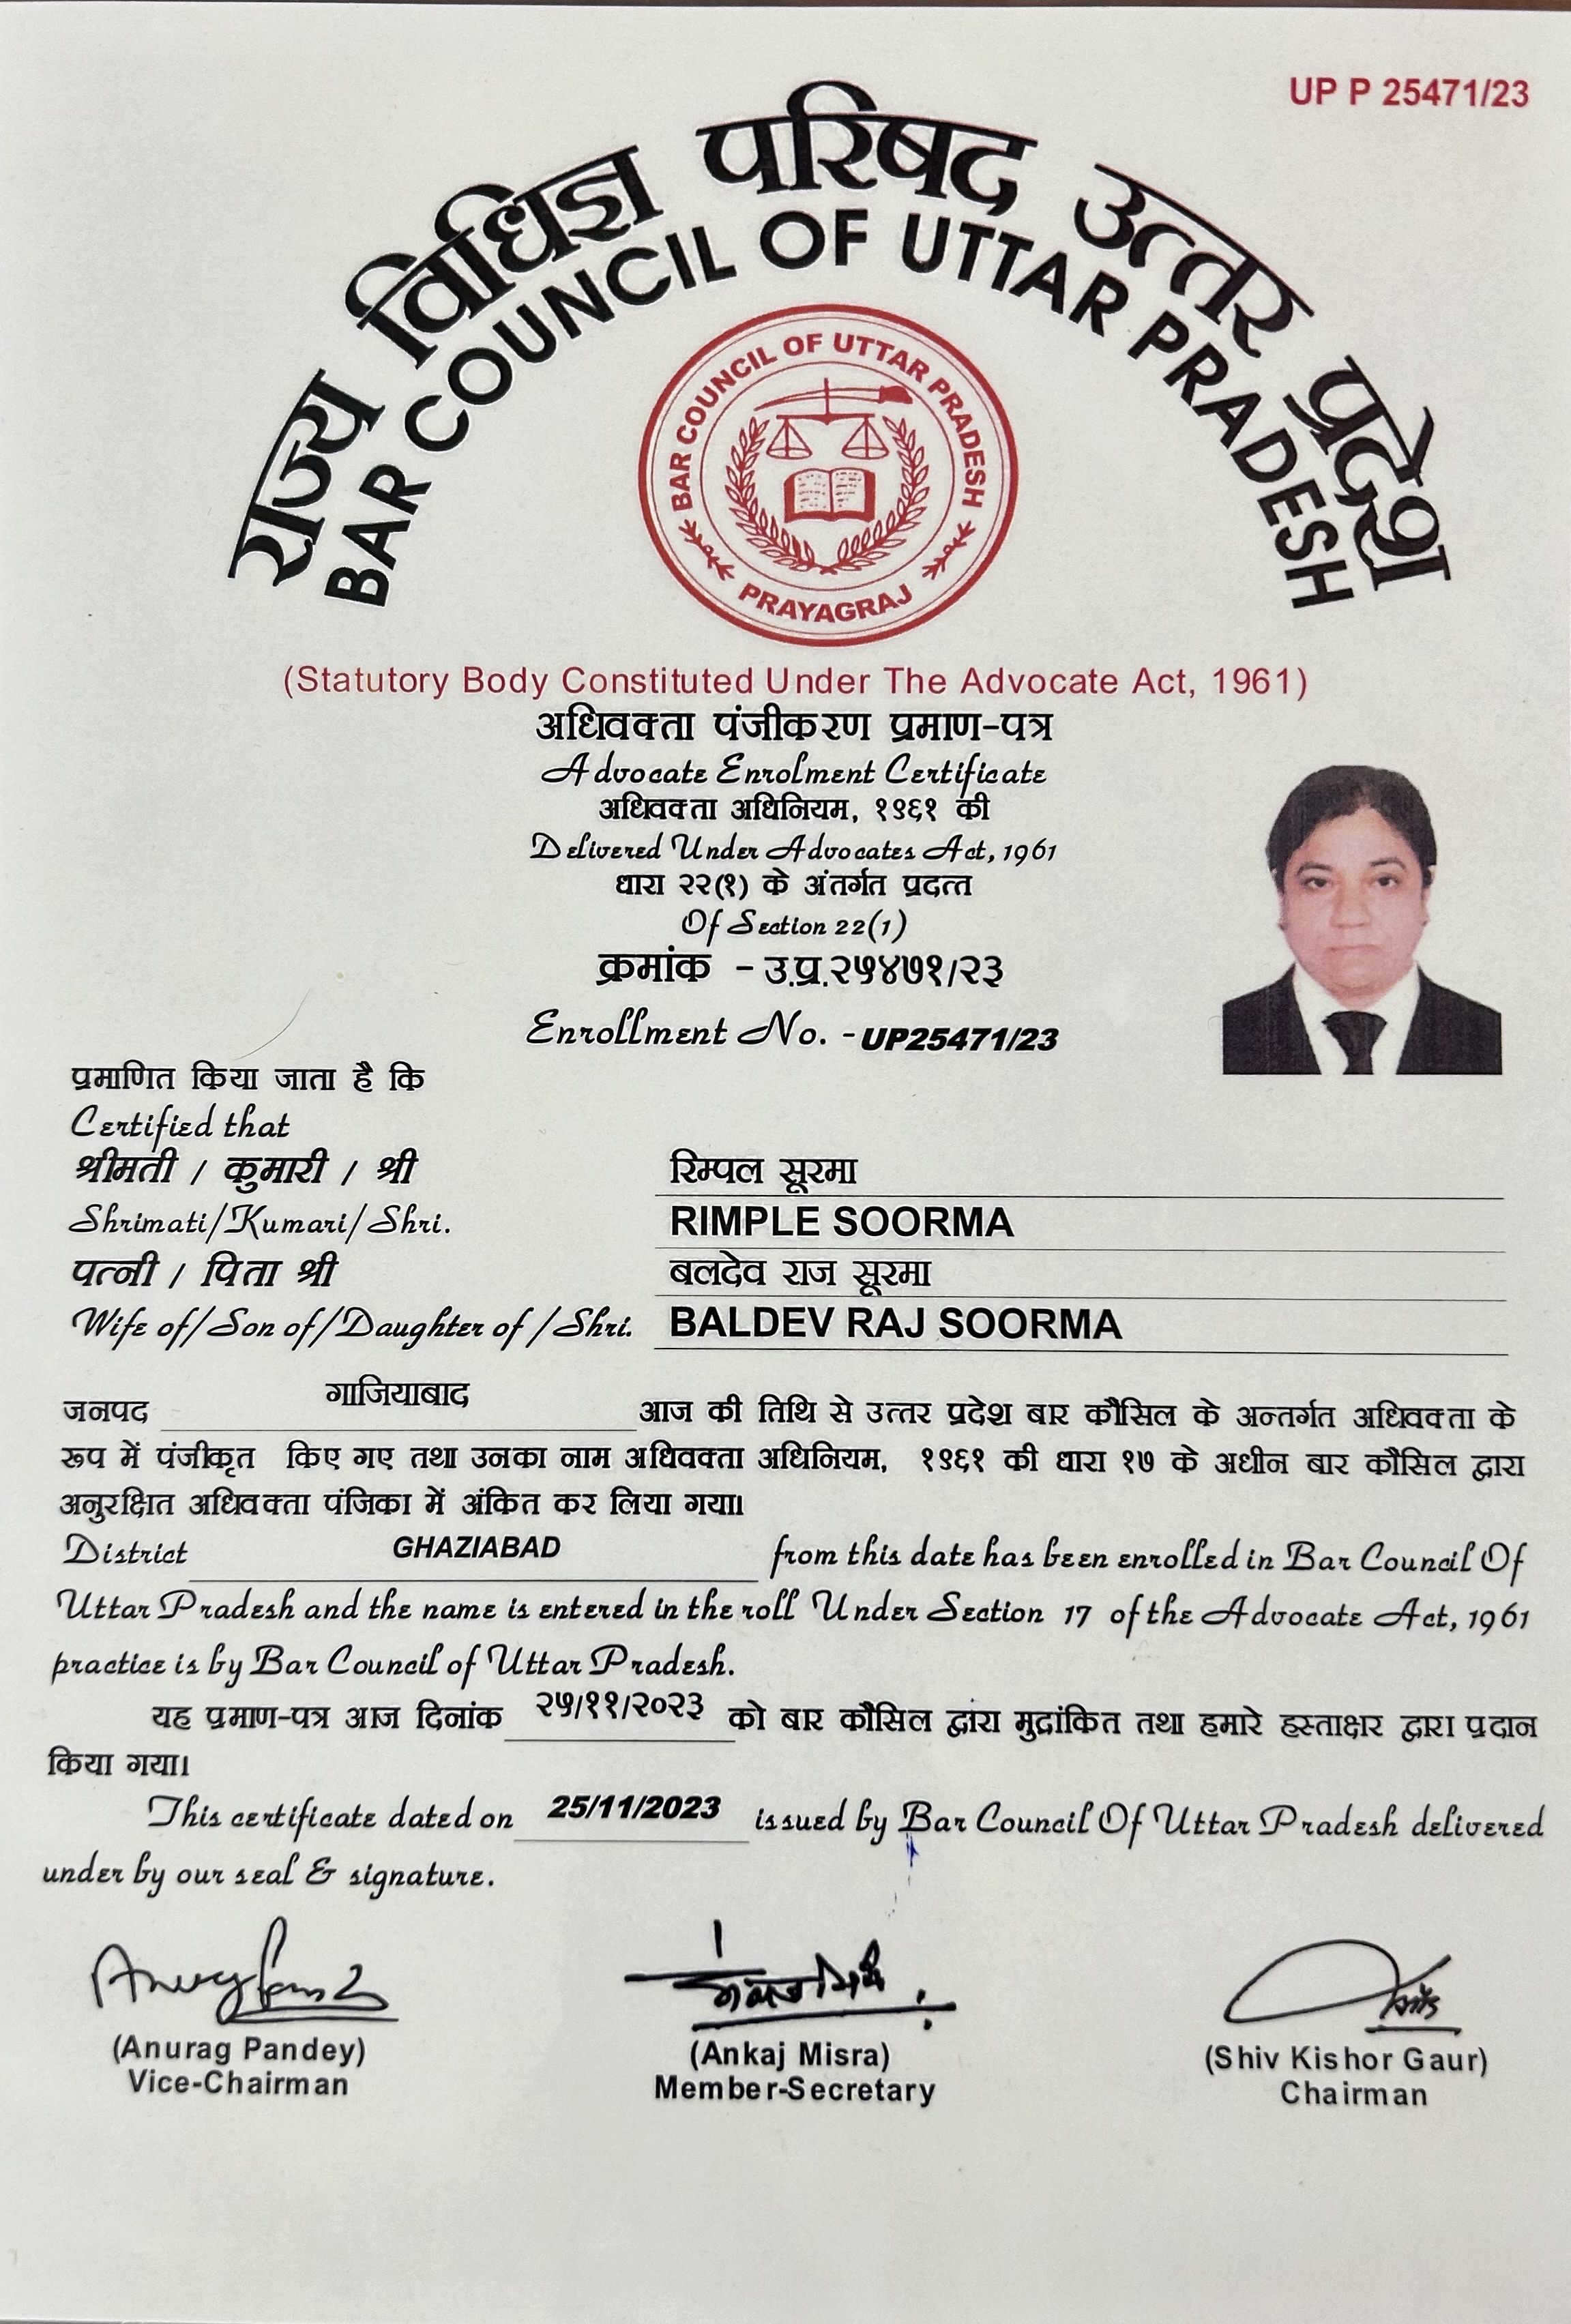 UP P 25471/23
राज्य विधिज्ञ परिषद उत्तर प्रदेश
BAR COUNCIL OF UTTAR PRADESH
BAR COUNCIL OF UTTAR PRADESH
PRAYAGRAJ
(Statutory Body Constituted Under The Advocate Act, 1961)
अधिवक्ता पंजीकरण प्रमाण-पत्र
Advocate Enrolment Certificate
अधिवक्ता अधिनियम, १९६१ की
Delivered Under Advocates Act, 1961
धारा २२(१) के अंतर्गत प्रदत्त
Of Section 22(1)
क्रमांक - उ.प्र.२५४७१/२३
Enrollment No. - UP25471/23
प्रमाणित किया जाता है कि
Certified that
श्रीमती / कुमारी / श्री रिम्पल सूरमा
Shrimati/Kumari/Shri. RIMPLE SOORMA
पत्नी / पिता श्री बलदेव राज सूरमा
Wife of/Son of/Daughter of /Shri. BALDEV RAJ SOORMA
जनपद गाजियाबाद आज की तिथि से उत्तर प्रदेश बार कौसिल के अन्तर्गत अधिवक्ता के
रूप में पंजीकृत किए गए तथा उनका नाम अधिवक्ता अधिनियम, १९६१ की धारा १७ के अधीन बार कौसिल द्वारा
अनुरक्षित अधिवक्ता पंजिका में अंकित कर लिया गया।
District GHAZIABAD from this date has been enrolled in Bar Council Of
Uttar Pradesh and the name is entered in the roll Under Section 17 of the Advocate Act, 1961
practice is by Bar Council of Uttar Pradesh.
यह प्रमाण-पत्र आज दिनांक २५/११/२०२३ को बार कौसिल द्वारा मुद्रांकित तथा हमारे हस्ताक्षर द्वारा प्रदान
किया गया।
This certificate dated on 25/11/2023 issued by Bar Council Of Uttar Pradesh delivered
under by our seal & signature.
(Anurag Pandey) (Ankaj Misra) (Shiv Kishor Gaur)
Vice-Chairman Member-Secretary Chairman